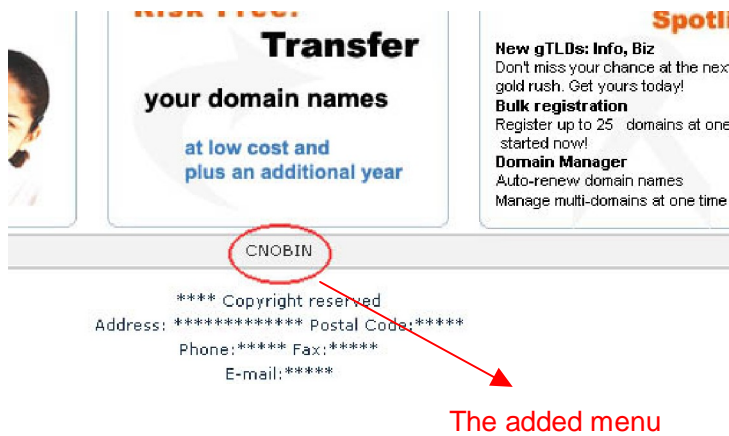 Risk Free!
Transfer
your domain names
at low cost and
plus an additional year
Spotli
New gTLDs: Info, Biz
Don't miss your chance at the next
gold rush. Get yours today!
Bulk registration
Register up to 25 domains at one
started now!
Domain Manager
Auto-renew domain names
Manage multi-domains at one time
CNOBIN
**** Copyright reserved
Address: ************* Postal Code:*****
Phone:***** Fax:*****
E-mail:*****
The added menu